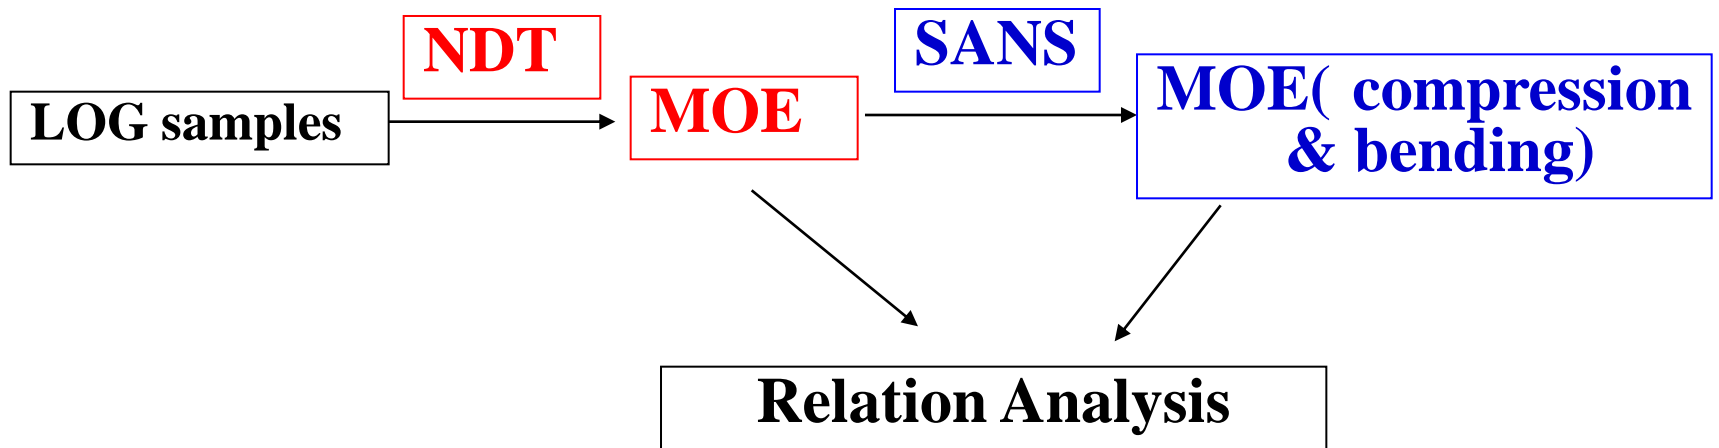 NDT
SANS
LOG samples
MOE
MOE( compression
& bending)
Relation Analysis